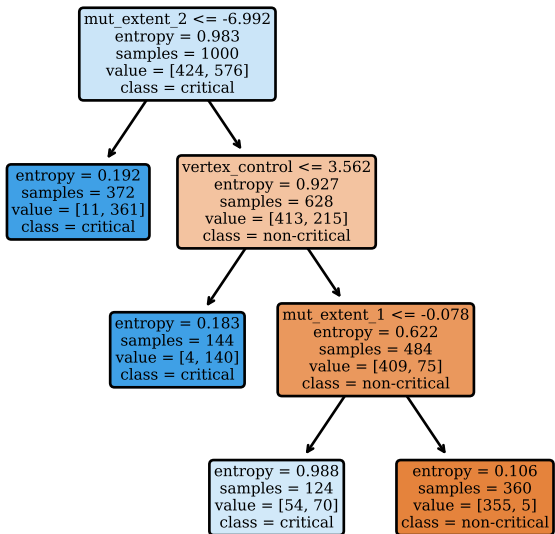 mut_extent_2 <= -6.992
entropy = 0.983
samples = 1000
value = [424, 576]
class = critical
entropy = 0.192
samples = 372
value = [11, 361]
class = critical
vertex_control <= 3.562
entropy = 0.927
samples = 628
value = [413, 215]
class = non-critical
entropy = 0.183
samples = 144
value = [4, 140]
class = critical
mut_extent_1 <= -0.078
entropy = 0.622
samples = 484
value = [409, 75]
class = non-critical
entropy = 0.988
samples = 124
value = [54, 70]
class = critical
entropy = 0.106
samples = 360
value = [355, 5]
class = non-critical